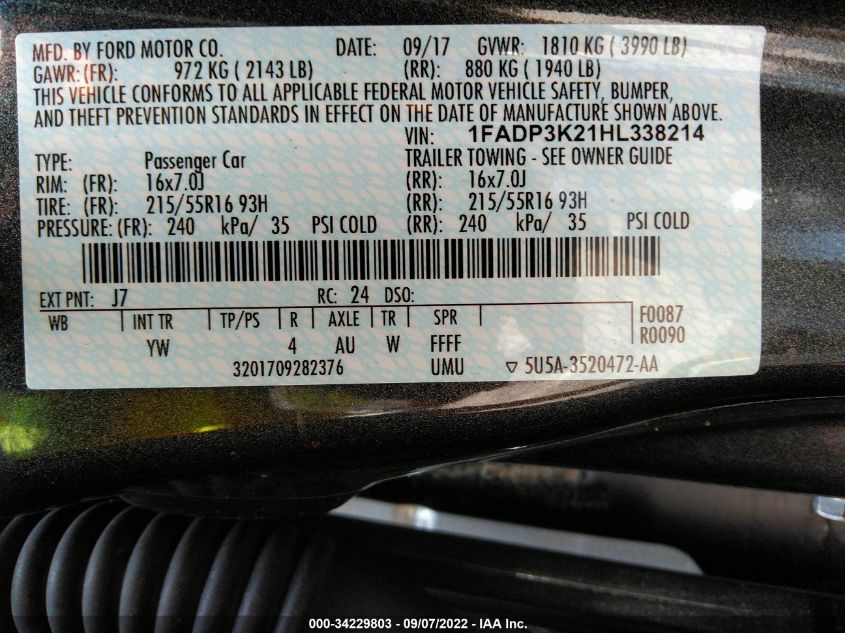 MFD. BY FORD MOTOR CO. DATE: 09/17 GVWR: 1810 KG ( 3990 LB)
GAWR: (FR): 972 KG ( 2143 LB) (RR): 880 KG ( 1940 LB)
THIS VEHICLE CONFORMS TO ALL APPLICABLE FEDERAL MOTOR VEHICLE SAFETY, BUMPER,
AND THEFT PREVENTION STANDARDS IN EFFECT ON THE DATE OF MANUFACTURE SHOWN ABOVE.
VIN: 1FADP3K21HL338214
TYPE: Passenger Car TRAILER TOWING - SEE OWNER GUIDE
RIM: (FR): 16x7.0J (RR): 16x7.0J
TIRE: (FR): 215/55R16 93H (RR): 215/55R16 93H
PRESSURE: (FR): 240 kPa/ 35 PSI COLD (RR): 240 kPa/ 35 PSI COLD
EXT PNT: J7 RC: 24 DSO:
WB INT TR TP/PS R AXLE TR SPR F0087
R0090
YW 4 AU W FFFF
3201709282376 UMU ▽ 5U5A-3520472-AA
000-34229803 - 09/07/2022 - IAA Inc.